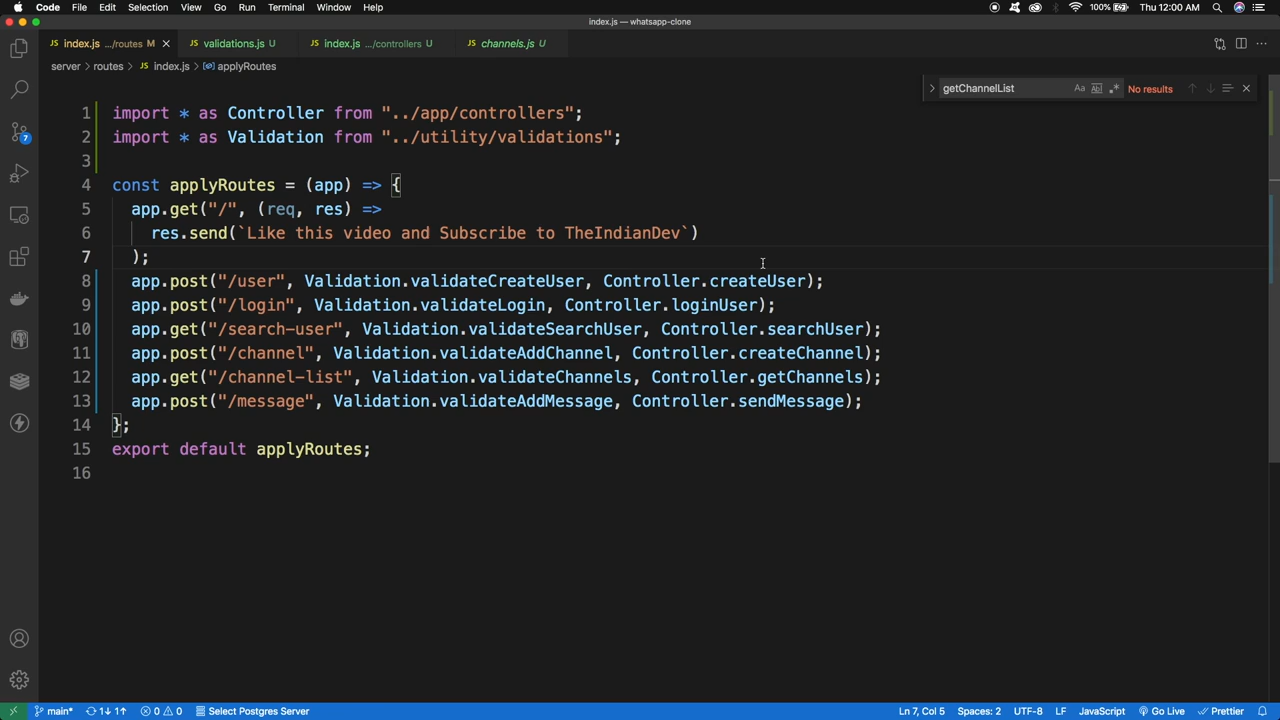 Code File Edit Selection View Go Run Terminal Window Help 100% Thu 12:00 AM
index.js — whatsapp-clone
JS index.js .../routes M JS validations.js U JS index.js .../controllers U JS channels.js U
server > routes > JS index.js > applyRoutes
getChannelList Aa ab .* No results
1 import * as Controller from "../app/controllers";
2 import * as Validation from "../utility/validations";
3
4 const applyRoutes = (app) => {
5 app.get("/", (req, res) =>
6 res.send(`Like this video and Subscribe to TheIndianDev`)
7 );
8 app.post("/user", Validation.validateCreateUser, Controller.createUser);
9 app.post("/login", Validation.validateLogin, Controller.loginUser);
10 app.get("/search-user", Validation.validateSearchUser, Controller.searchUser);
11 app.post("/channel", Validation.validateAddChannel, Controller.createChannel);
12 app.get("/channel-list", Validation.validateChannels, Controller.getChannels);
13 app.post("/message", Validation.validateAddMessage, Controller.sendMessage);
14 };
15 export default applyRoutes;
16
7
main* 1↓ 1↑ 0 0 Select Postgres Server Ln 7, Col 5 Spaces: 2 UTF-8 LF JavaScript Go Live Prettier